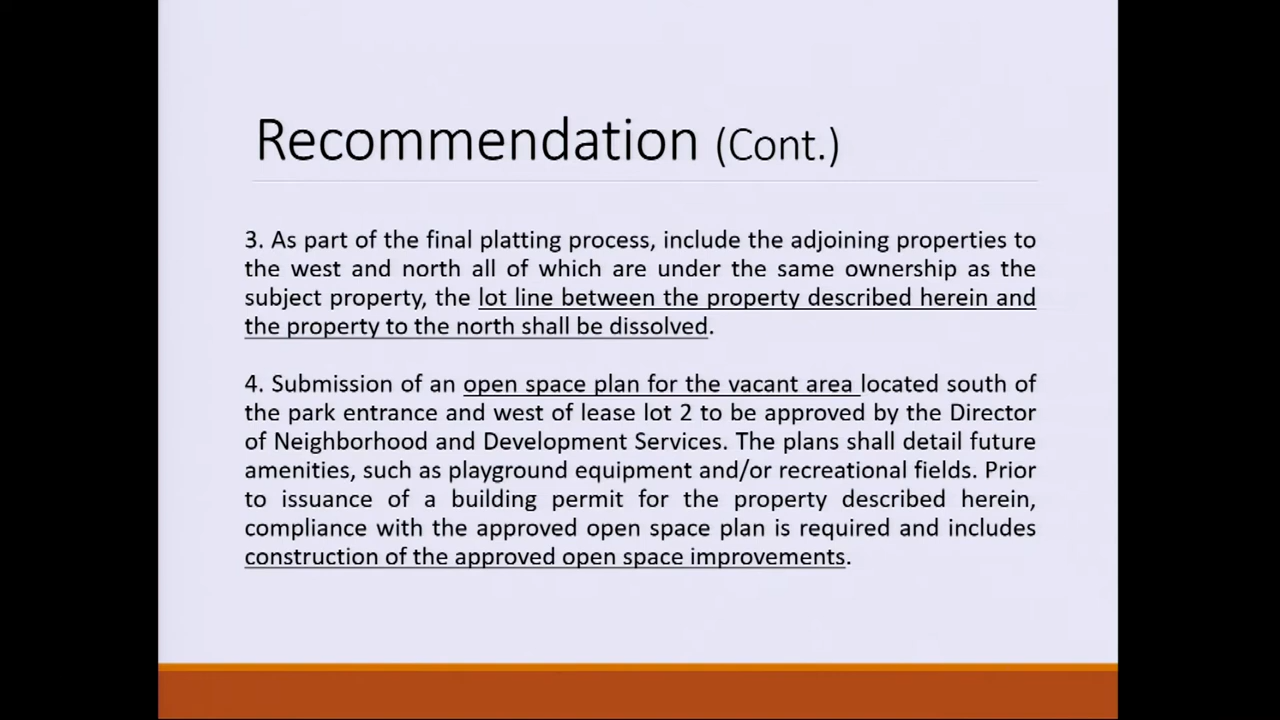 Recommendation (Cont.)
3. As part of the final platting process, include the adjoining properties to
the west and north all of which are under the same ownership as the
subject property, the lot line between the property described herein and
the property to the north shall be dissolved.
4. Submission of an open space plan for the vacant area located south of
the park entrance and west of lease lot 2 to be approved by the Director
of Neighborhood and Development Services. The plans shall detail future
amenities, such as playground equipment and/or recreational fields. Prior
to issuance of a building permit for the property described herein,
compliance with the approved open space plan is required and includes
construction of the approved open space improvements.